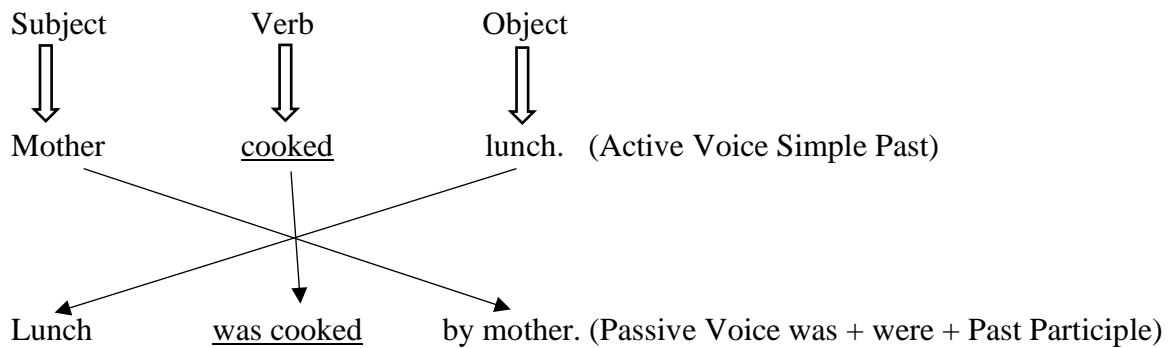 Subject Verb Object
Mother cooked lunch. (Active Voice Simple Past)
Lunch was cooked by mother. (Passive Voice was + were + Past Participle)